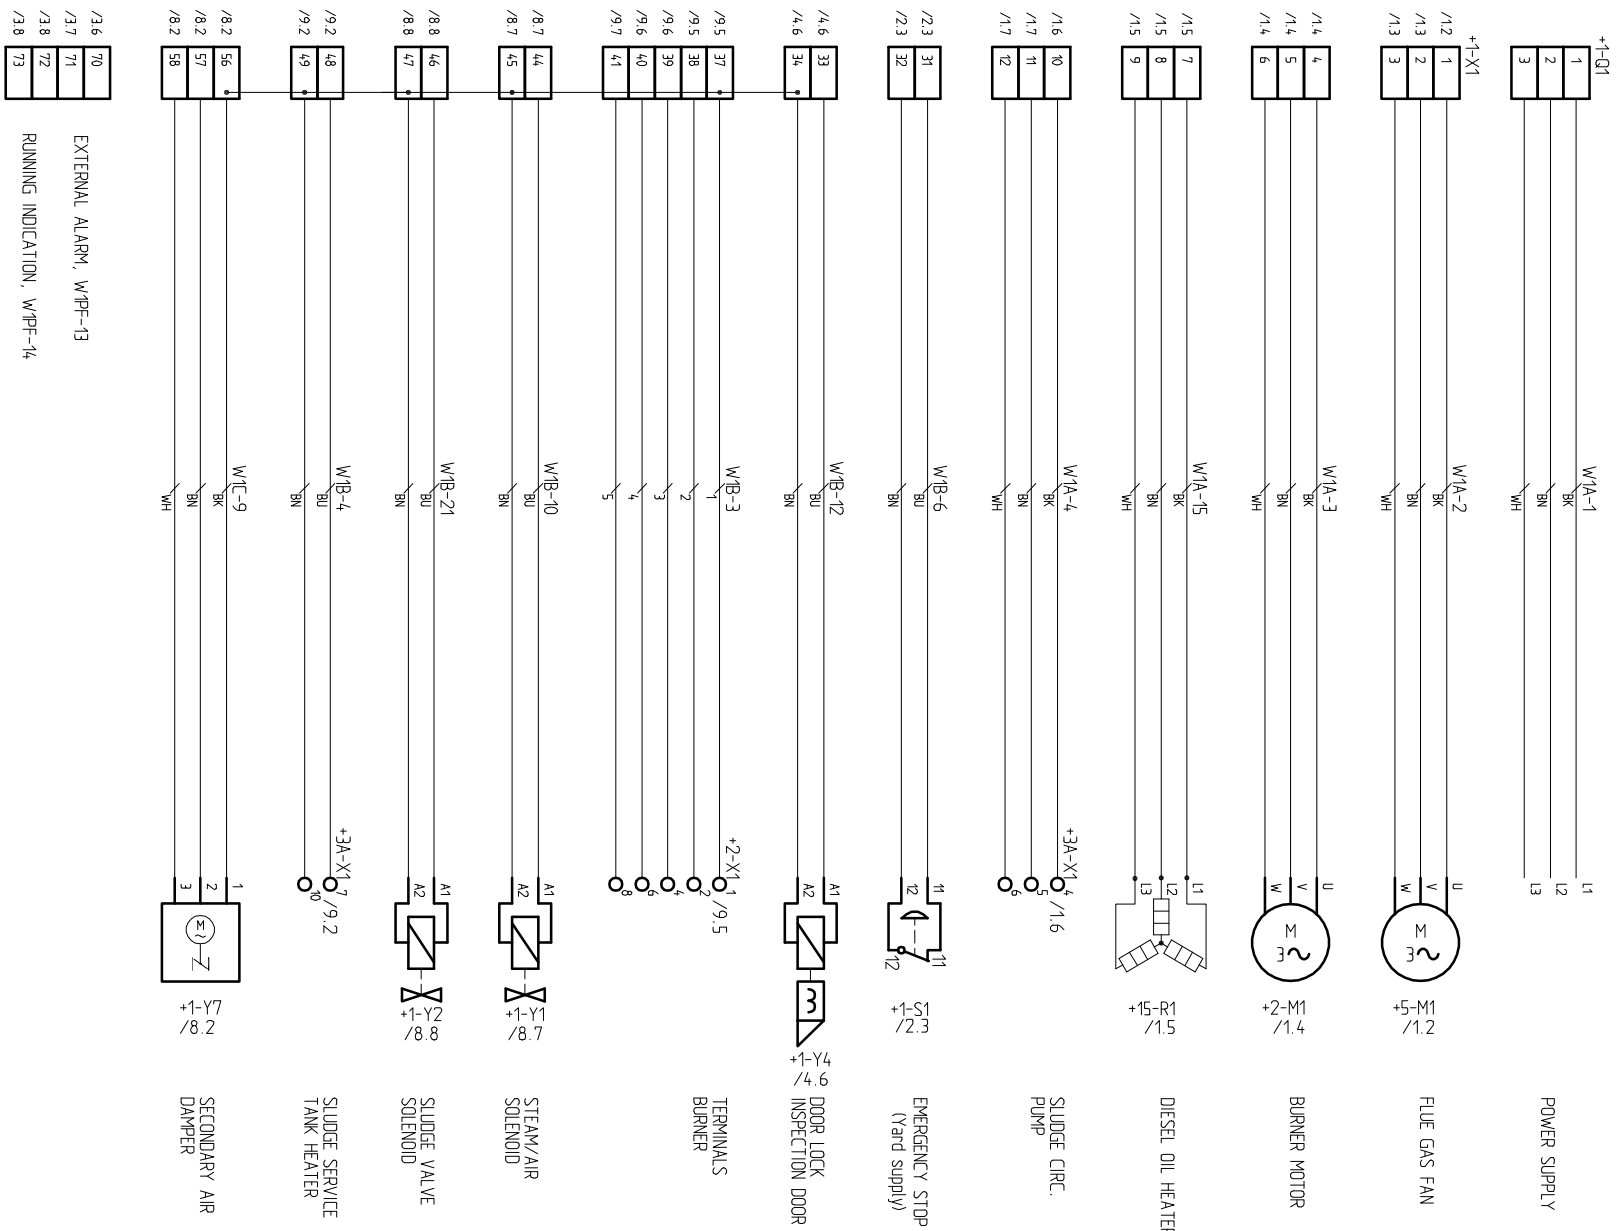 +1-Q1
1
2
3
W1A-1
BK
BN
WH
L1
L2
L3
POWER SUPPLY
+1-X1
/1.2
/1.3
/1.3
1
2
3
W1A-2
BK
BN
WH
U
V
W
M
3
+5-M1
/1.2
FLUE GAS FAN
/1.4
/1.4
/1.4
4
5
6
W1A-3
BK
BN
WH
U
V
W
M
3
+2-M1
/1.4
BURNER MOTOR
/1.5
/1.5
/1.5
7
8
9
W1A-15
BK
BN
WH
L1
L2
L3
+15-R1
/1.5
DIESEL OIL HEATER
/1.6
/1.7
/1.7
10
11
12
W1A-4
BK
BN
WH
+3A-X1
4
5
6
/1.6
SLUDGE CIRC.
PUMP
/2.3
/2.3
31
32
W1B-6
BU
BN
11
12
11
12
+1-S1
/2.3
EMERGENCY STOP
(Yard supply)
/4.6
/4.6
33
34
W1B-12
BU
BN
A1
A2
+1-Y4
/4.6
DOOR LOCK
INSPECTION DOOR
/9.5
/9.5
/9.6
/9.6
/9.7
37
38
39
40
41
W1B-3
1
2
3
4
5
+2-X1
1
2
4
6
8
/9.5
TERMINALS
BURNER
/8.7
/8.7
44
45
W1B-10
BU
BN
A1
A2
+1-Y1
/8.7
STEAM/AIR
SOLENOID
/8.8
/8.8
46
47
W1B-21
BU
BN
A1
A2
+1-Y2
/8.8
SLUDGE VALVE
SOLENOID
/9.2
/9.2
48
49
W1B-4
BU
BN
+3A-X1
7
10
/9.2
SLUDGE SERVICE
TANK HEATER
/8.2
/8.2
/8.2
56
57
58
W1C-9
BK
BN
WH
1
2
3
M
~
+1-Y7
/8.2
SECONDARY AIR
DAMPER
/3.6
/3.7
/3.8
/3.8
70
71
72
73
EXTERNAL ALARM, W1PF-13
RUNNING INDICATION, W1PF-14